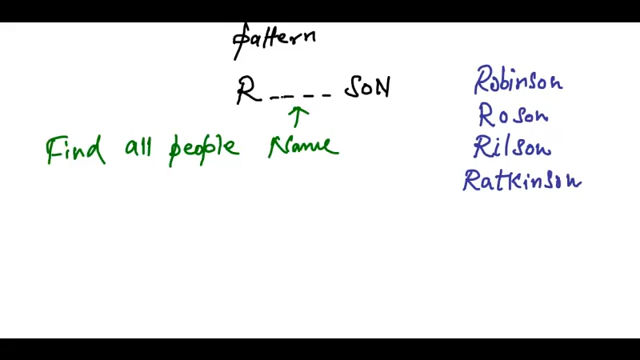 pattern
R _ _ _ _ SON
Find all people Name
Robinson
Roson
Rilson
Ratkinson